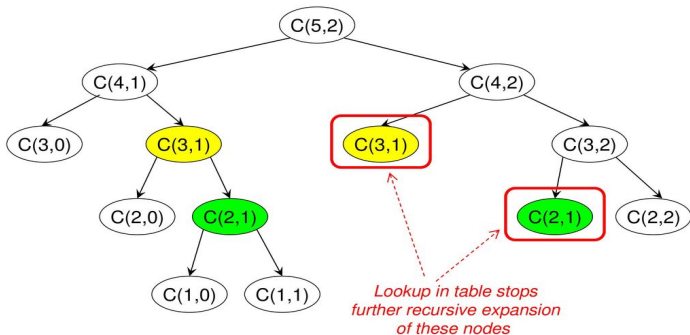 C(5,2)
C(4,1)
C(4,2)
C(3,0)
C(3,1)
C(3,1)
C(3,2)
C(2,0)
C(2,1)
C(2,1)
C(2,2)
C(1,0)
C(1,1)
Lookup in table stops
further recursive expansion
of these nodes